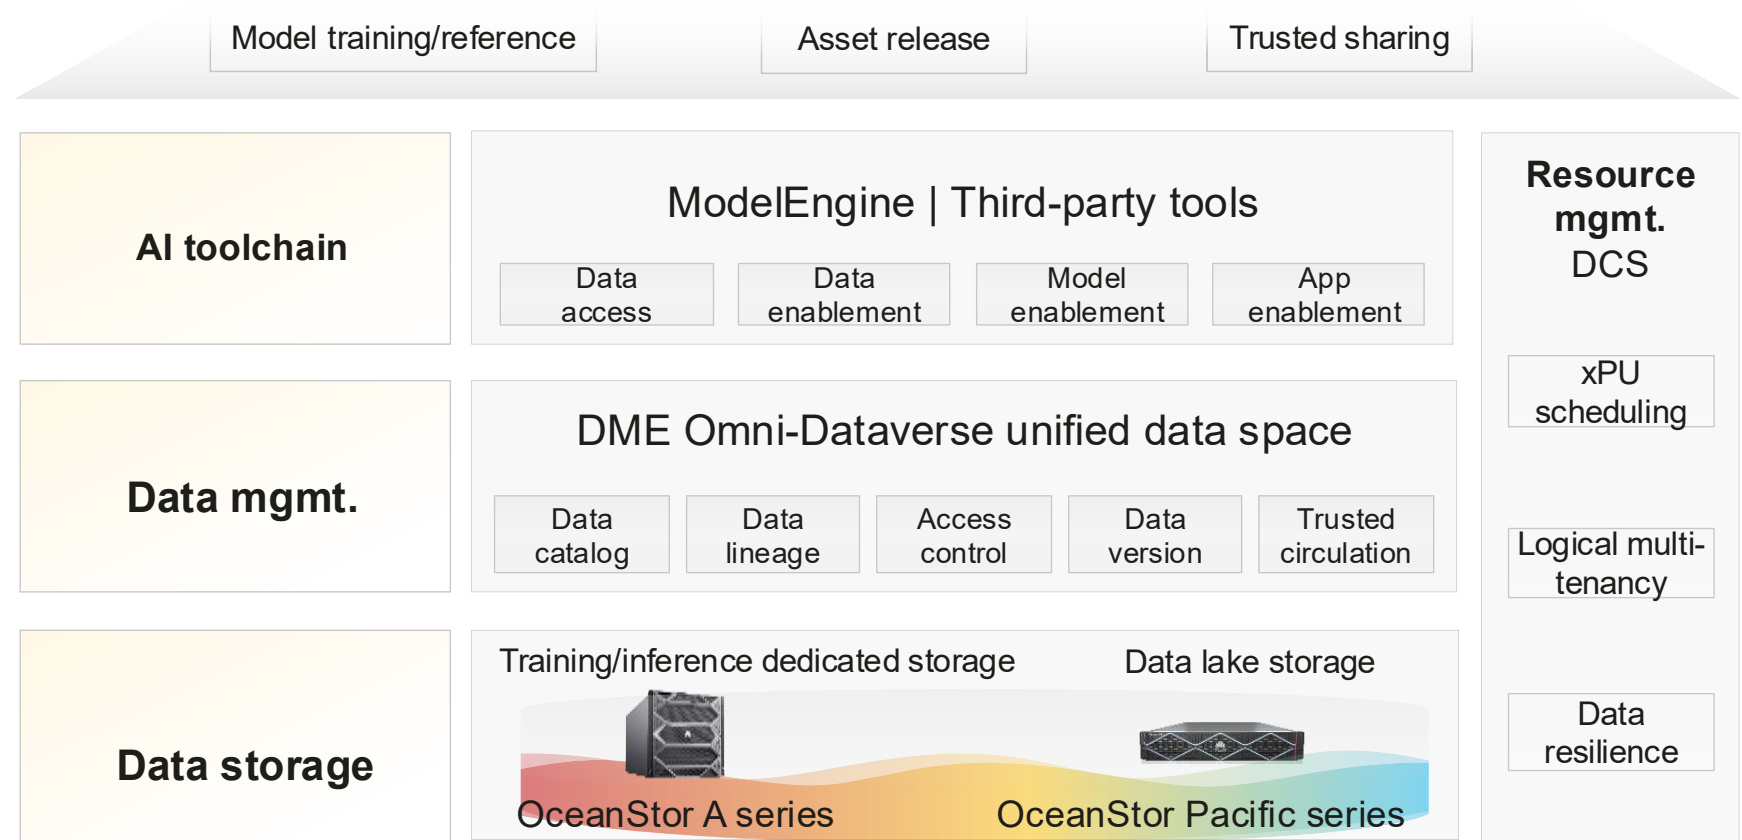 Model training/reference
Asset release
Trusted sharing
AI toolchain
ModelEngine | Third-party tools
Data
access
Data
enablement
Model
enablement
App
enablement
Data mgmt.
DME Omni-Dataverse unified data space
Data
catalog
Data
lineage
Access
control
Data
version
Trusted
circulation
Data storage
Training/inference dedicated storage
Data lake storage
OceanStor A series
OceanStor Pacific series
Resource
mgmt.
DCS
xPU
scheduling
Logical multi-
tenancy
Data
resilience